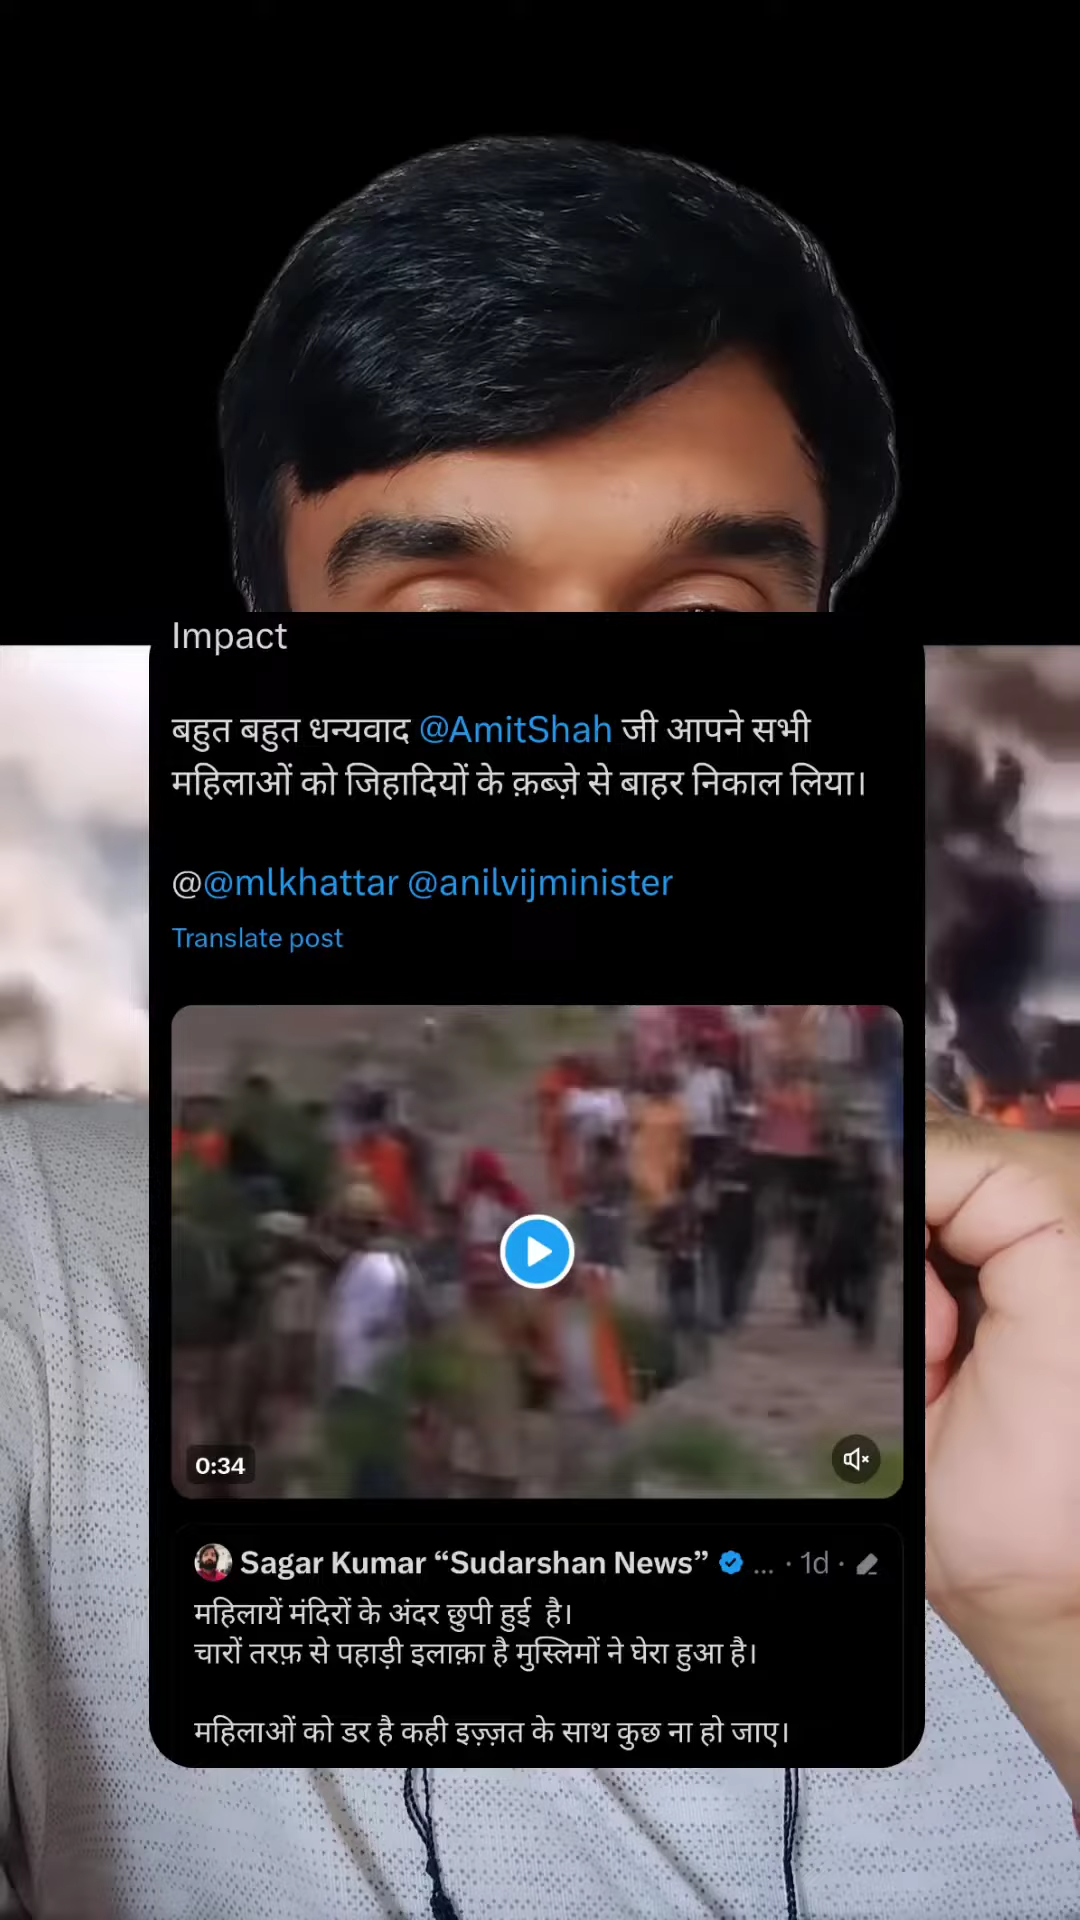 Impact
बहुत बहुत धन्यवाद @AmitShah जी आपने सभी
महिलाओं को जिहादियों के क़ब्ज़े से बाहर निकाल लिया।
@@mlkhattar @anilvijminister
Translate post
0:34
Sagar Kumar “Sudarshan News” ... · 1d ·
महिलायें मंदिरों के अंदर छुपी हुई है।
चारों तरफ़ से पहाड़ी इलाक़ा है मुस्लिमों ने घेरा हुआ है।
महिलाओं को डर है कही इज़्ज़त के साथ कुछ ना हो जाए।